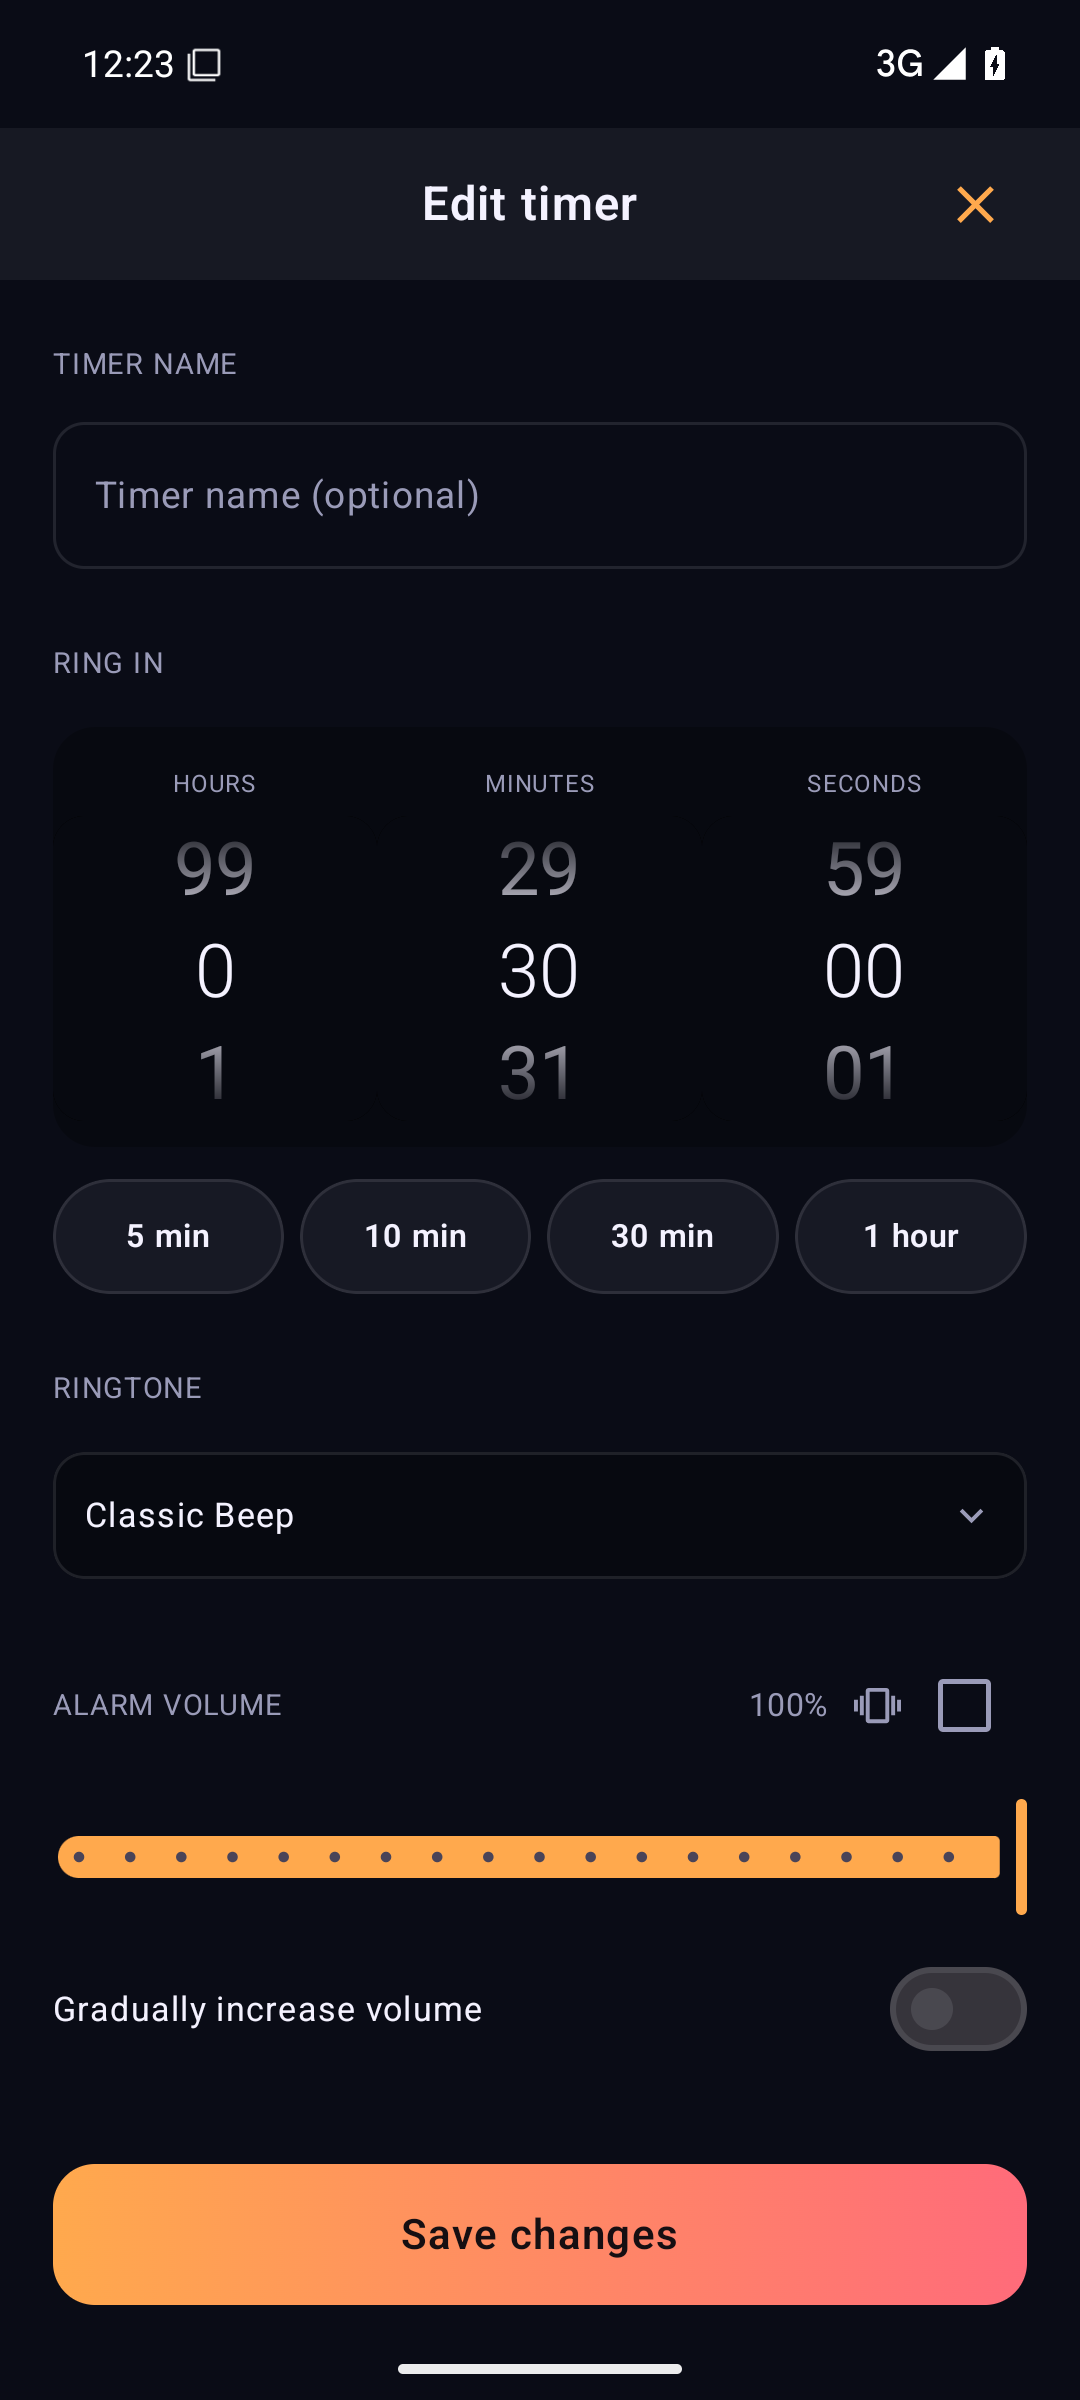 12:23 3G
Edit timer
TIMER NAME
Timer name (optional)
RING IN
HOURS MINUTES SECONDS
99 29 59
0 30 00
1 31 01
5 min 10 min 30 min 1 hour
RINGTONE
Classic Beep
ALARM VOLUME 100%
Gradually increase volume
Save changes